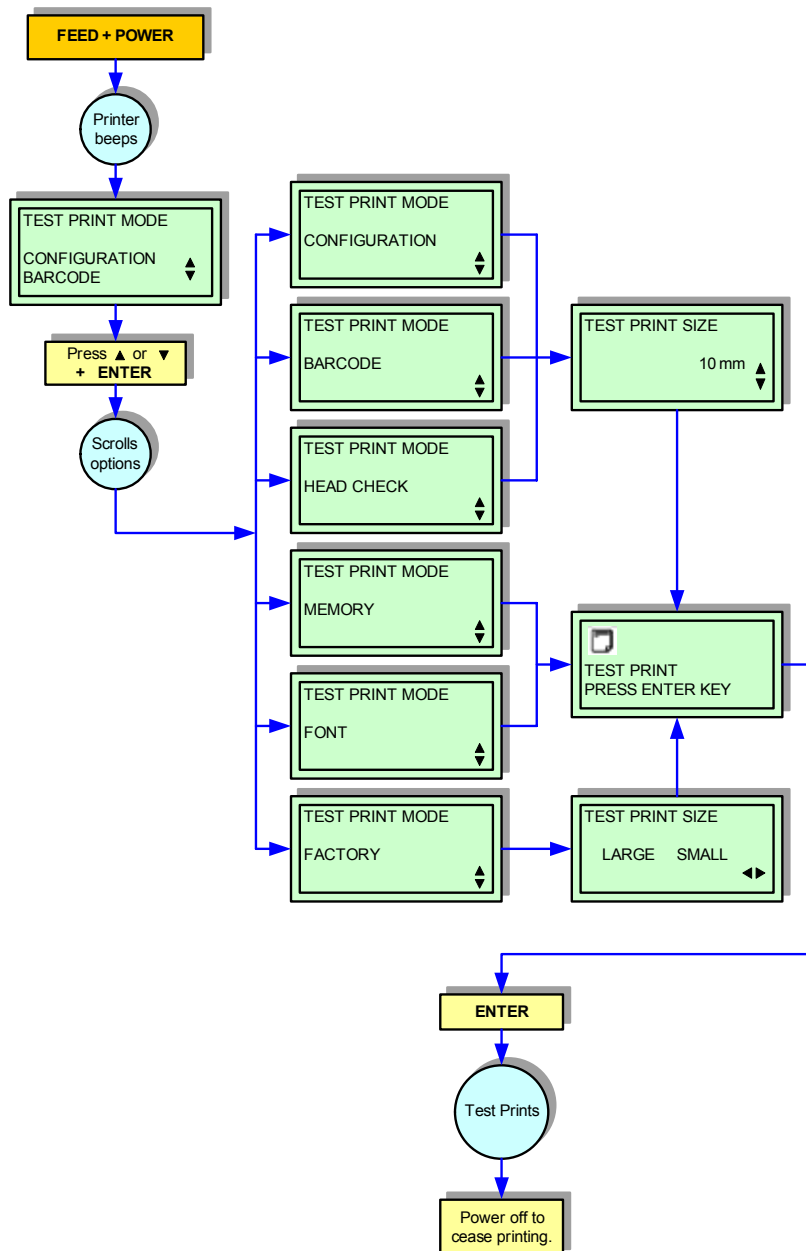 FEED + POWER
Printer
beeps
TEST PRINT MODE
CONFIGURATION
BARCODE
Press ▲ or ▼
+ ENTER
Scrolls
options
TEST PRINT MODE
CONFIGURATION
TEST PRINT MODE
BARCODE
TEST PRINT MODE
HEAD CHECK
TEST PRINT MODE
MEMORY
TEST PRINT MODE
FONT
TEST PRINT MODE
FACTORY
TEST PRINT SIZE
10 mm
TEST PRINT
PRESS ENTER KEY
TEST PRINT SIZE
LARGE SMALL
ENTER
Test Prints
Power off to
cease printing.